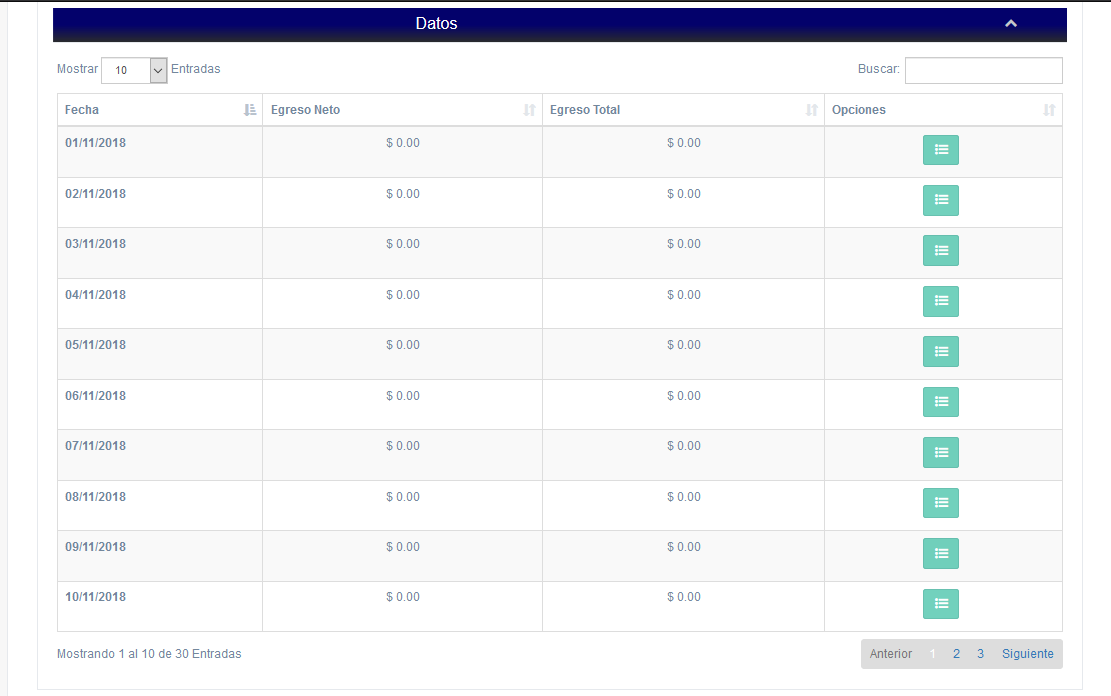 Datos
Mostrar 10 Entradas Buscar:
Fecha Egreso Neto Egreso Total Opciones
01/11/2018 $ 0.00 $ 0.00
02/11/2018 $ 0.00 $ 0.00
03/11/2018 $ 0.00 $ 0.00
04/11/2018 $ 0.00 $ 0.00
05/11/2018 $ 0.00 $ 0.00
06/11/2018 $ 0.00 $ 0.00
07/11/2018 $ 0.00 $ 0.00
08/11/2018 $ 0.00 $ 0.00
09/11/2018 $ 0.00 $ 0.00
10/11/2018 $ 0.00 $ 0.00
Mostrando 1 al 10 de 30 Entradas Anterior 1 2 3 Siguiente